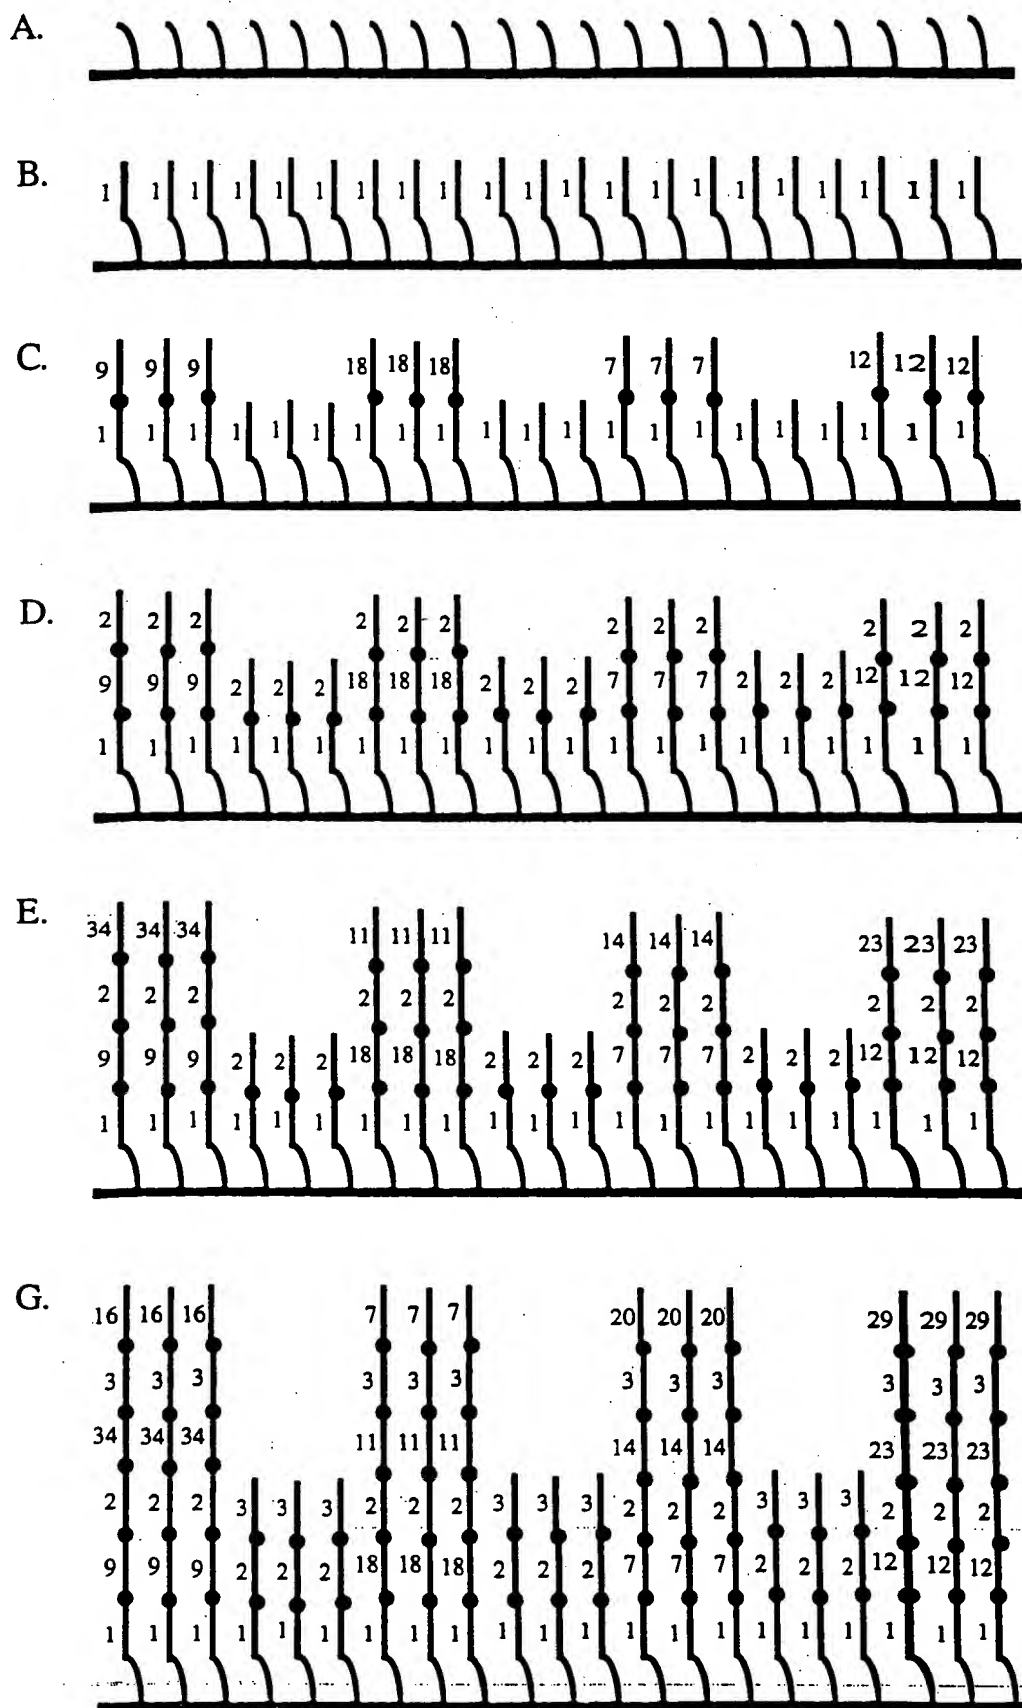 A.
B.
1 1 1 1 1 1 1 1 1 1 1 1 1 1 1 1 1 1 1 1 1
C.
9 9 9 18 18 18 7 7 7 12 12 12
1 1 1 1 1 1 1 1 1 1 1 1 1 1 1 1 1 1 1 1 1
D.
2 2 2 2 2 2 2 2 2 2 2 2
9 9 9 2 2 2 18 18 18 2 2 2 7 7 7 2 2 2 12 12 12
1 1 1 1 1 1 1 1 1 1 1 1 1 1 1 1 1 1 1 1 1
E.
34 34 34 11 11 11 14 14 14 23 23 23
2 2 2 2 2 2 2 2 2 2 2 2
9 9 9 2 2 2 18 18 18 2 2 2 7 7 7 2 2 2 12 12 12
1 1 1 1 1 1 1 1 1 1 1 1 1 1 1 1 1 1 1 1 1
G.
16 16 16 7 7 7 20 20 20 29 29 29
3 3 3 3 3 3 3 3 3 3 3 3
34 34 34 11 11 11 14 14 14 23 23 23
2 2 2 3 3 3 2 2 2 3 3 3 2 2 2 3 3 3 2 2 2
9 9 9 2 2 2 18 18 18 2 2 2 7 7 7 2 2 2 12 12 12
1 1 1 1 1 1 1 1 1 1 1 1 1 1 1 1 1 1 1 1 1